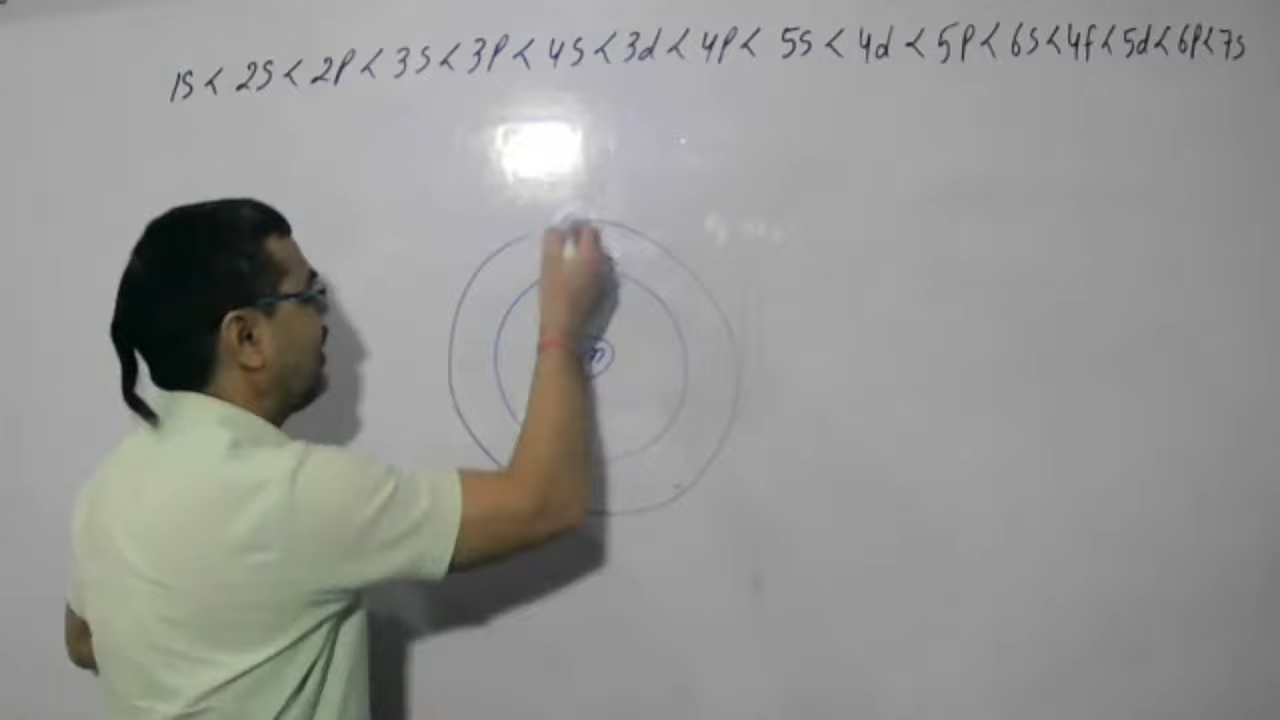 1s < 2s < 2p < 3s < 3p < 4s < 3d < 4p < 5s < 4d < 5p < 6s < 4f < 5d < 6p < 7s
n